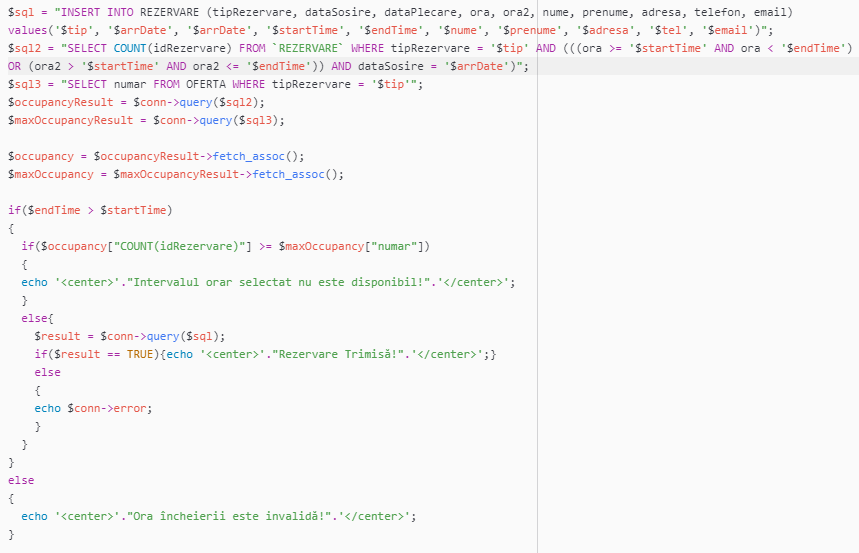 $sql = "INSERT INTO REZERVARE (tipRezervare, dataSosire, dataPlecare, ora, ora2, nume, prenume, adresa, telefon, email)
values('$tip', '$arrDate', '$arrDate', '$startTime', '$endTime', '$nume', '$prenume', '$adresa', '$tel', '$email')";
$sql2 = "SELECT COUNT(idRezervare) FROM `REZERVARE` WHERE tipRezervare = '$tip' AND (((ora >= '$startTime' AND ora < '$endTime')
OR (ora2 > '$startTime' AND ora2 <= '$endTime')) AND dataSosire = '$arrDate')";
$sql3 = "SELECT numar FROM OFERTA WHERE tipRezervare = '$tip'";
$occupancyResult = $conn->query($sql2);
$maxOccupancyResult = $conn->query($sql3);
$occupancy = $occupancyResult->fetch_assoc();
$maxOccupancy = $maxOccupancyResult->fetch_assoc();
if($endTime > $startTime)
{
if($occupancy["COUNT(idRezervare)"] >= $maxOccupancy["numar"])
{
echo '<center>'."Intervalul orar selectat nu este disponibil!".'</center>';
}
else{
$result = $conn->query($sql);
if($result == TRUE){echo '<center>'."Rezervare Trimisă!".'</center>';}
else
{
echo $conn->error;
}
}
}
else
{
echo '<center>'."Ora încheierii este invalidă!".'</center>';
}